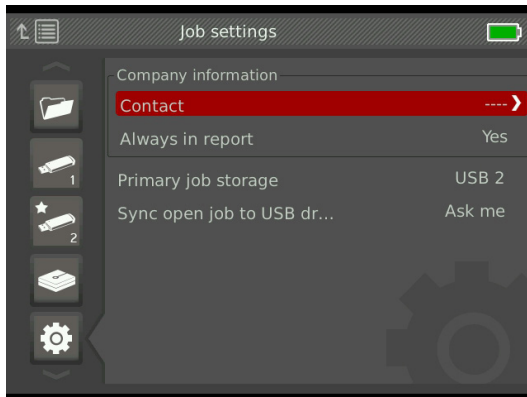 Job settings
Company information
Contact ---- ❯
Always in report Yes
1
Primary job storage USB 2
Sync open job to USB dr... Ask me
2